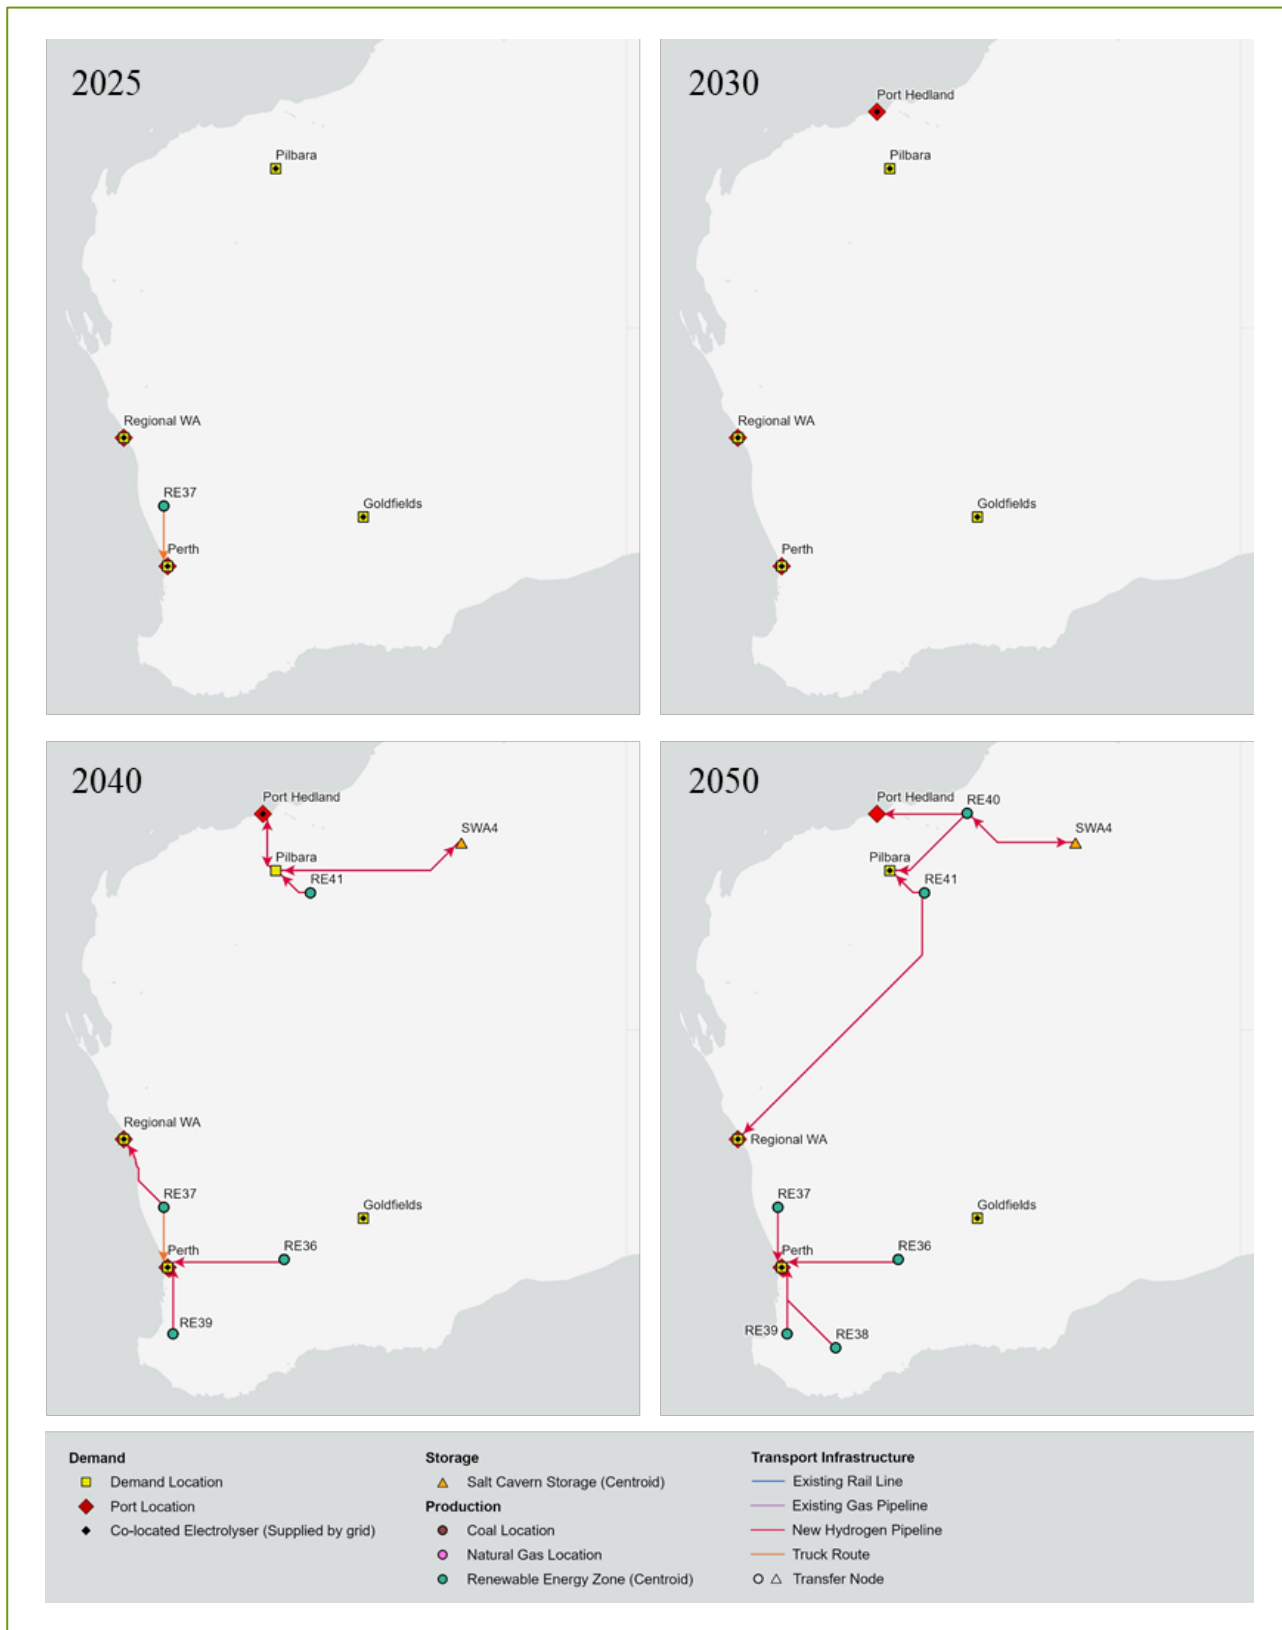 2025
Pilbara
Regional WA
RE37
Goldfields
Perth
2030
Port Hedland
Pilbara
Regional WA
Goldfields
Perth
2040
Port Hedland
SWA4
Pilbara
RE41
Regional WA
RE37
Goldfields
Perth
RE36
RE39
2050
Port Hedland
RE40
SWA4
Pilbara
RE41
Regional WA
RE37
Goldfields
Perth
RE36
RE39
RE38
Demand
Demand Location
Port Location
Co-located Electrolyser (Supplied by grid)
Storage
Salt Cavern Storage (Centroid)
Production
Coal Location
Natural Gas Location
Renewable Energy Zone (Centroid)
Transport Infrastructure
Existing Rail Line
Existing Gas Pipeline
New Hydrogen Pipeline
Truck Route
Transfer Node